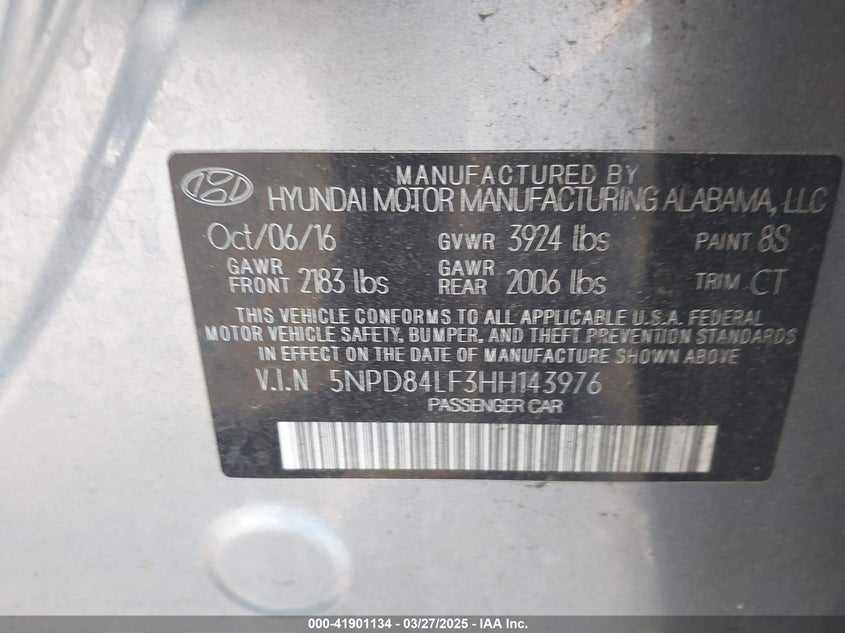 MANUFACTURED BY
HYUNDAI MOTOR MANUFACTURING ALABAMA, LLC
Oct/06/16 GVWR 3924 lbs PAINT 8S
GAWR FRONT 2183 lbs GAWR REAR 2006 lbs TRIM CT
THIS VEHICLE CONFORMS TO ALL APPLICABLE U.S.A. FEDERAL
MOTOR VEHICLE SAFETY, BUMPER, AND THEFT PREVENTION STANDARDS
IN EFFECT ON THE DATE OF MANUFACTURE SHOWN ABOVE
V.I.N 5NPD84LF3HH143976
PASSENGER CAR
000-41901134 — 03/27/2025 — IAA Inc.